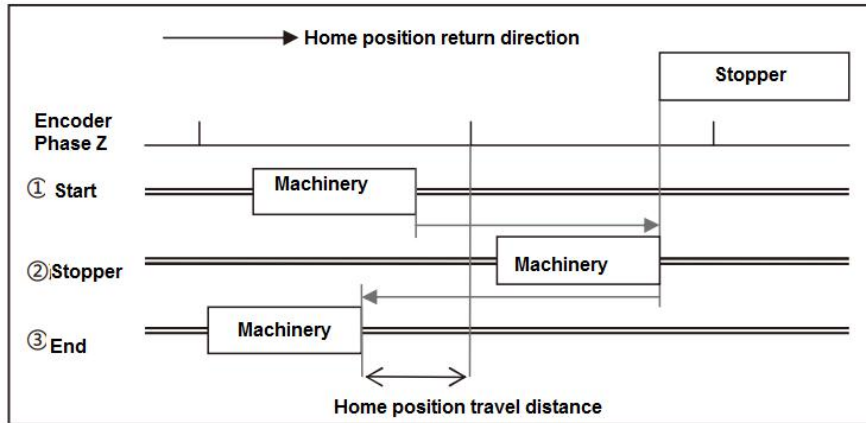 Home position return direction
Stopper
Encoder
Phase Z
① Start
Machinery
②Stopper
Machinery
③End
Machinery
Home position travel distance